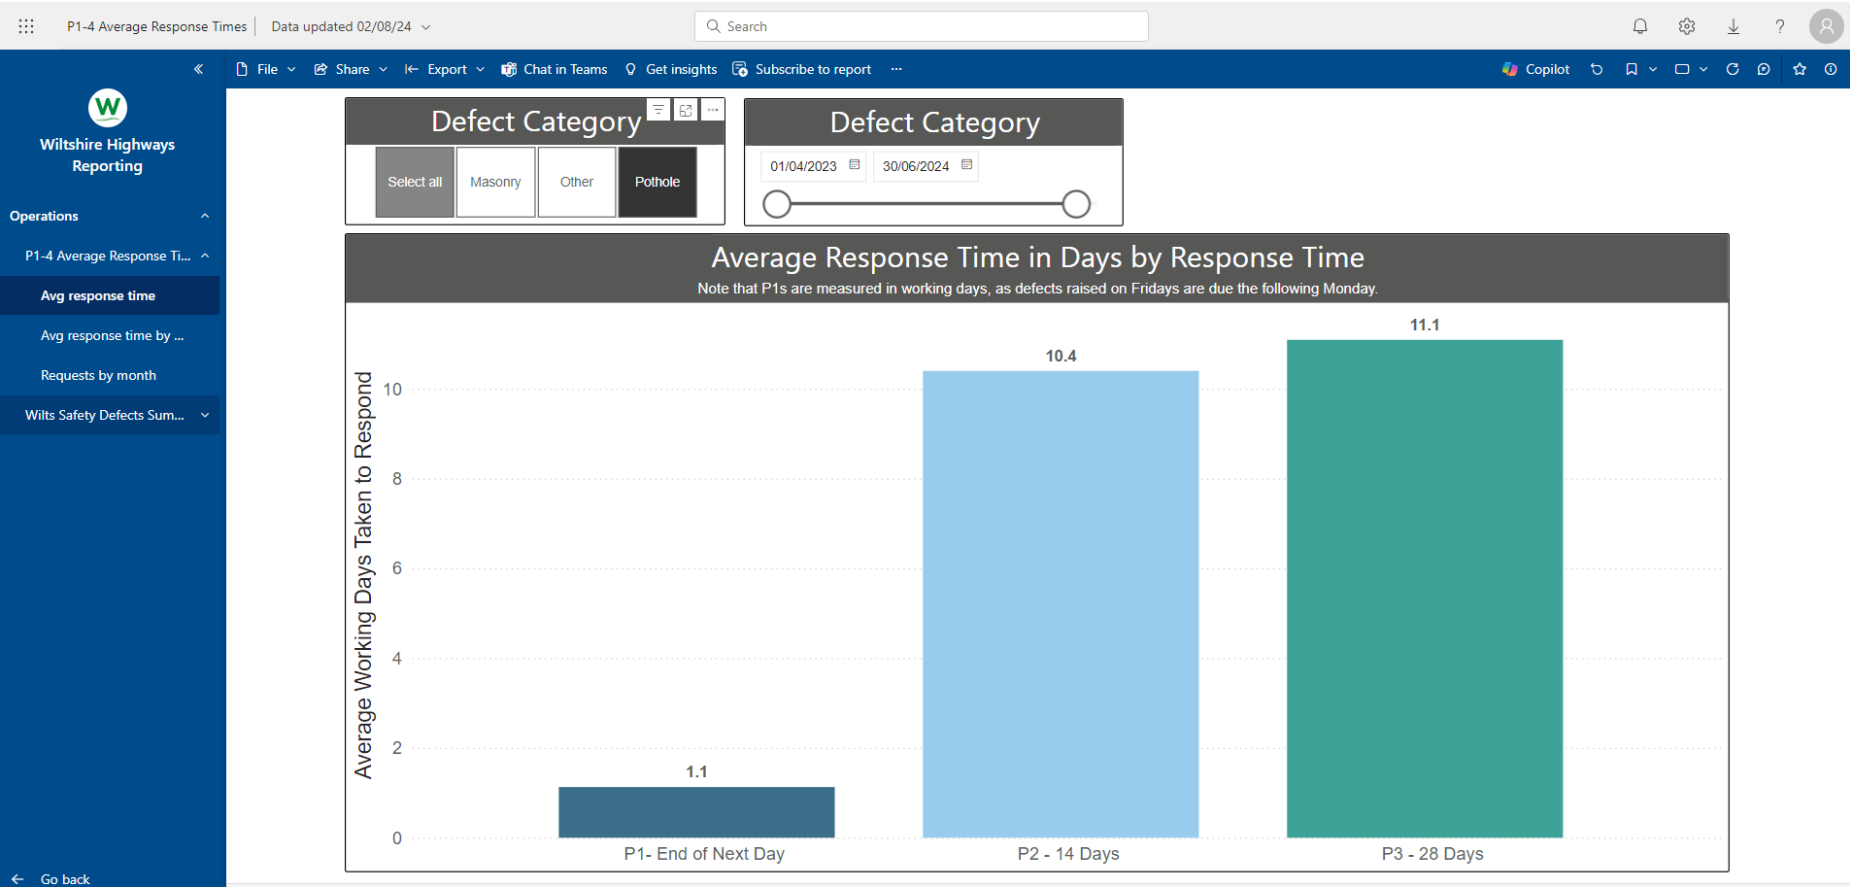 P1-4 Average Response Times
Data updated 02/08/24
Search
?
File
Share
Export
Chat in Teams
Get insights
Subscribe to report
...
Copilot
W
Wiltshire Highways
Reporting
Operations
P1-4 Average Response Ti...
Avg response time
Avg response time by ...
Requests by month
Wilts Safety Defects Sum...
Go back
Defect Category
Select all
Masonry
Other
Pothole
Defect Category
01/04/2023
30/06/2024
Average Response Time in Days by Response Time
Note that P1s are measured in working days, as defects raised on Fridays are due the following Monday.
Average Working Days Taken to Respond
10
8
6
4
2
0
1.1
10.4
11.1
P1- End of Next Day
P2 - 14 Days
P3 - 28 Days